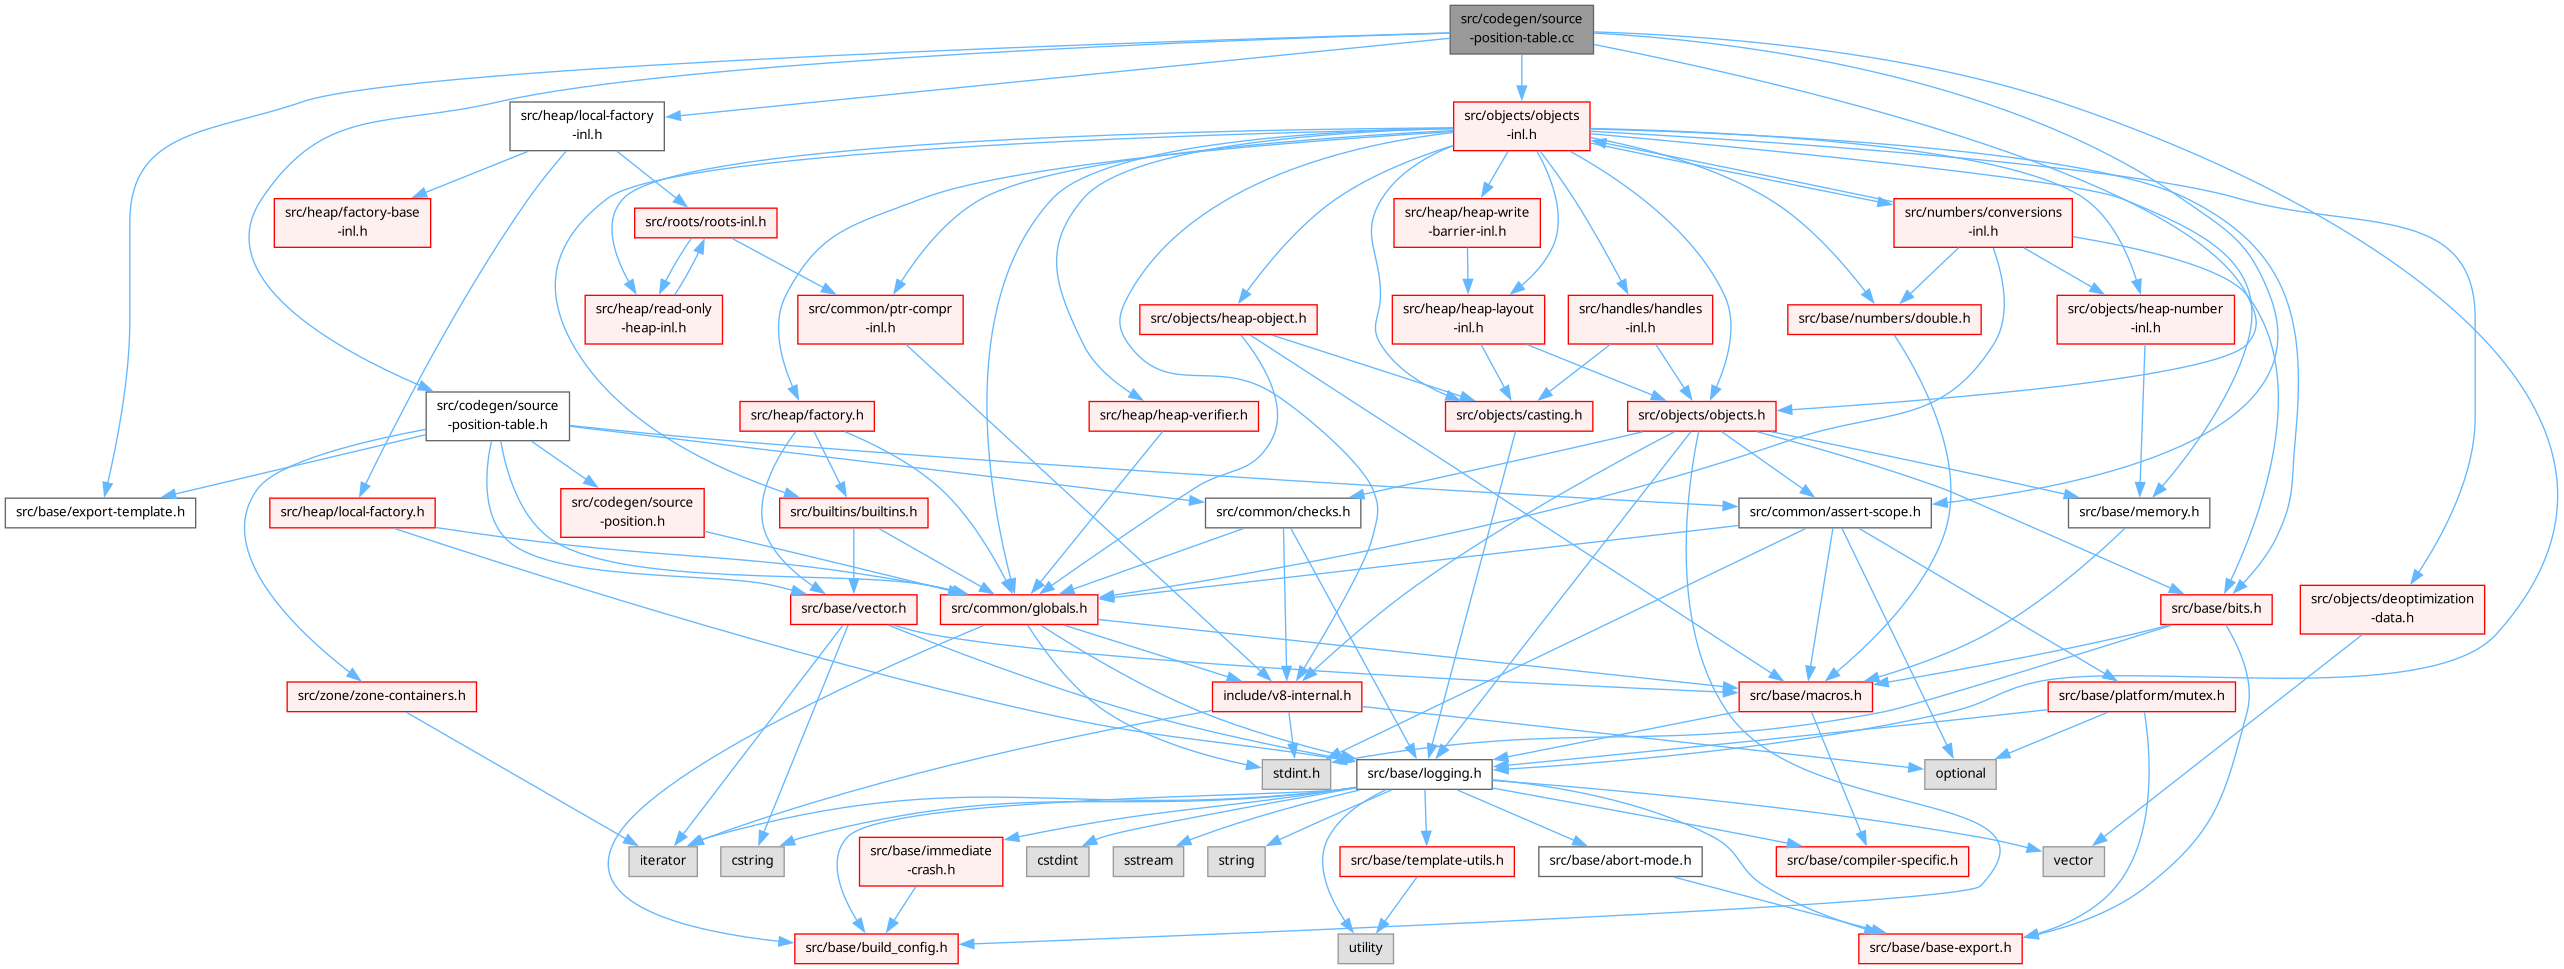 src/codegen/source
-position-table.cc
src/heap/local-factory
-inl.h
src/objects/objects
-inl.h
src/heap/factory-base
-inl.h
src/roots/roots-inl.h
src/heap/heap-write
-barrier-inl.h
src/numbers/conversions
-inl.h
src/heap/read-only
-heap-inl.h
src/common/ptr-compr
-inl.h
src/objects/heap-object.h
src/heap/heap-layout
-inl.h
src/handles/handles
-inl.h
src/base/numbers/double.h
src/objects/heap-number
-inl.h
src/codegen/source
-position-table.h
src/heap/factory.h
src/heap/heap-verifier.h
src/objects/casting.h
src/objects/objects.h
src/base/export-template.h
src/heap/local-factory.h
src/codegen/source
-position.h
src/builtins/builtins.h
src/common/checks.h
src/common/assert-scope.h
src/base/memory.h
src/base/vector.h
src/common/globals.h
src/base/bits.h
src/objects/deoptimization
-data.h
src/zone/zone-containers.h
include/v8-internal.h
src/base/macros.h
src/base/platform/mutex.h
stdint.h
src/base/logging.h
optional
iterator
cstring
src/base/immediate
-crash.h
cstdint
sstream
string
src/base/template-utils.h
src/base/abort-mode.h
src/base/compiler-specific.h
vector
src/base/build_config.h
utility
src/base/base-export.h